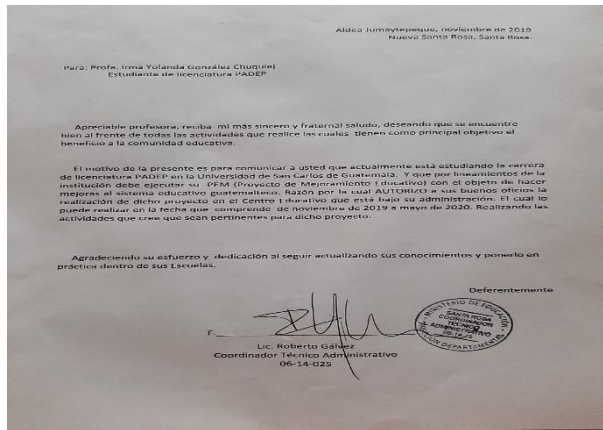 Aldea Jumaytepeque, noviembre de 2019
Nueva Santa Rosa, Santa Rosa.
Para: Profa. Irma Yolanda González Chuquiej
Estudiante de licenciatura PADEP
Apreciable profesora, reciba mi más sincero y fraternal saludo, deseando que se encuentre
bien al frente de todas las actividades que realice las cuales tienen como principal objetivo el
beneficio a la comunidad educativa.
El motivo de la presente es para comunicar a usted que actualmente está estudiando la carrera
de licenciatura PADEP en la Universidad de San Carlos de Guatemala. Y que por lineamientos de la
institución debe ejecutar su PEM (Proyecto de Mejoramiento Educativo) con el objeto de hacer
mejoras al sistema educativo guatemalteco. Razón por la cual AUTORIZO a sus buenos oficios la
realización de dicho proyecto en el Centro Educativo que está bajo su administración. El cual lo
puede realizar en la fecha que comprende de noviembre de 2019 a mayo de 2020. Realizando las
actividades que cree que sean pertinentes para dicho proyecto.
Agradeciendo su esfuerzo y dedicación al seguir actualizando sus conocimientos y ponerlo en
práctica dentro de sus Escuelas.
Deferentemente
MINISTERIO DE EDUCACIÓN
SANTA ROSA
COORDINADOR
TÉCNICO
ADMINISTRATIVO
06-14-25
DEPARTAMENTAL
F.
Lic. Roberto Gálvez
Coordinador Técnico Administrativo
06-14-025